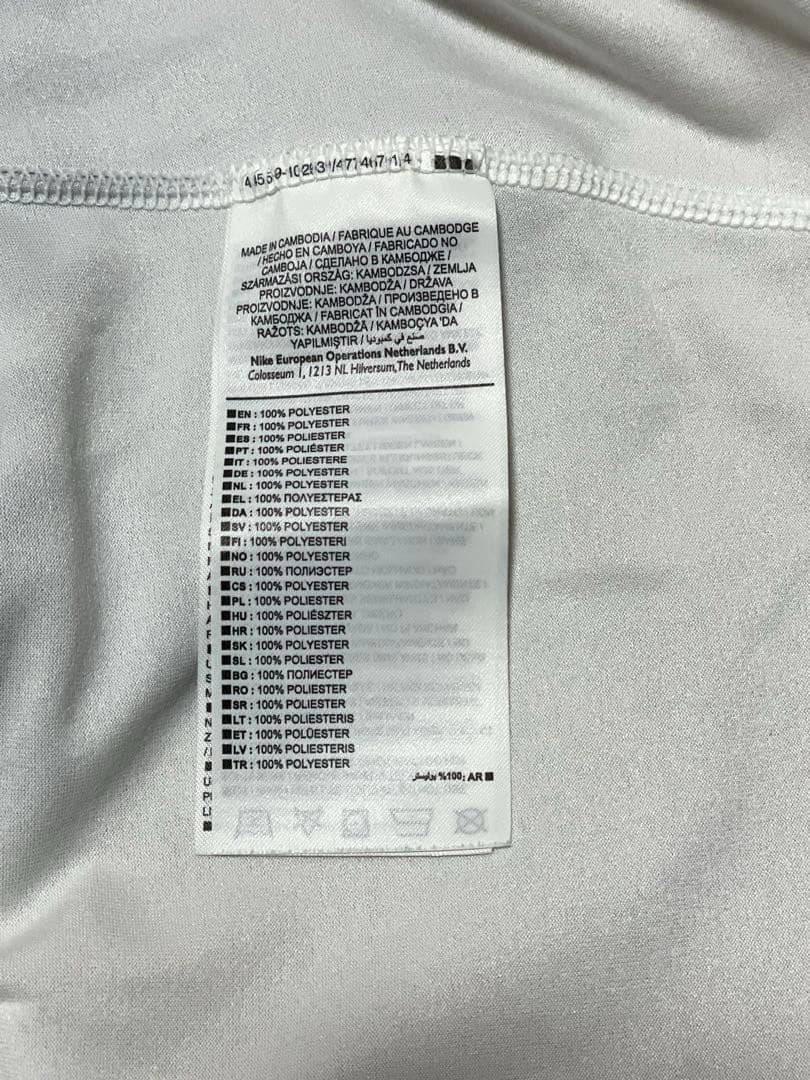 MADE IN CAMBODIA / FABRIQUE AU CAMBODGE
/ HECHO EN CAMBOYA / FABRICADO NO
CAMBOJA / СДЕЛАНО В КАМБОДЖЕ /
SZÁRMAZÁSI ORSZÁG: KAMBODZSA / ZEMLJA
PROIZVODNJE: KAMBODŽA / DRŽAVA
PROIZVODNJE: KAMBODŽA / ПРОИЗВЕДЕНО В
КАМБОДЖА / FABRICAT ÎN CAMBODGIA /
RAŽOTS: KAMBODŽĀ / KAMBOÇYA 'DA
YAPILMIŞTIR / صنع في كمبوديا
Nike European Operations Netherlands B.V.
Colosseum 1, 1213 NL Hilversum, The Netherlands
EN : 100% POLYESTER
FR : 100% POLYESTER
ES : 100% POLIESTER
PT : 100% POLIÉSTER
IT : 100% POLIESTERE
DE : 100% POLYESTER
NL : 100% POLYESTER
EL : 100% ΠΟΛΥΕΣΤΕΡΑΣ
DA : 100% POLYESTER
SV : 100% POLYESTER
FI : 100% POLYESTERI
NO : 100% POLYESTER
RU : 100% ПОЛИЭСТЕР
CS : 100% POLYESTER
PL : 100% POLIESTER
HU : 100% POLIÉSZTER
HR : 100% POLIESTER
SK : 100% POLYESTER
SL : 100% POLIESTER
BG : 100% ПОЛИЕСТЕР
RO : 100% POLIESTER
SR : 100% POLIESTER
LT : 100% POLIESTERIS
ET : 100% POLÜESTER
LV : 100% POLIESTERIS
TR : 100% POLYESTER
AR :100% بوليستر